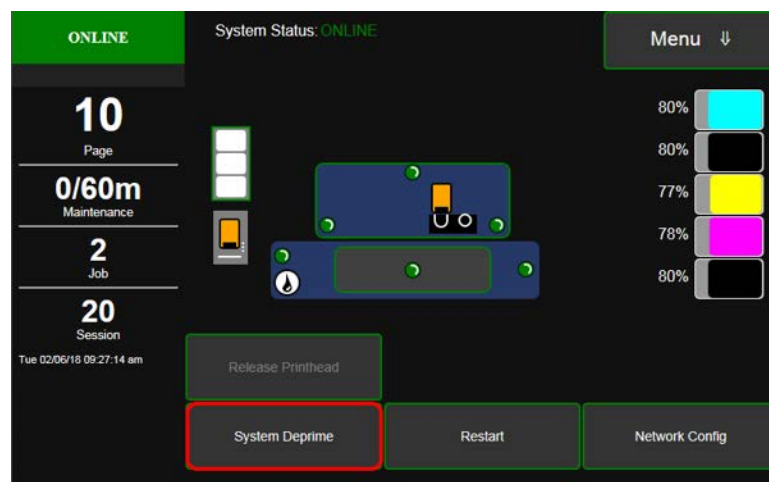 ONLINE
System Status: ONLINE
Menu ⇓
10
Page
0/60m
Maintenance
2
Job
20
Session
Tue 02/06/18 09:27:14 am
80%
80%
77%
78%
80%
Release Printhead
System Deprime
Restart
Network Config